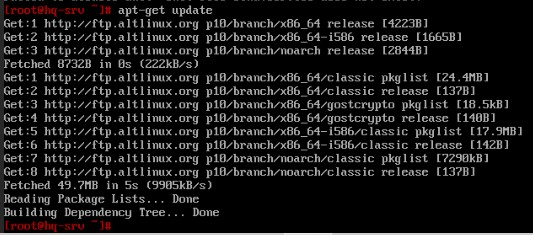 [root@hq-srv ~]# apt-get update
Get:1 http://ftp.altlinux.org p10/branch/x86_64 release [4223B]
Get:2 http://ftp.altlinux.org p10/branch/x86_64-i586 release [1665B]
Get:3 http://ftp.altlinux.org p10/branch/noarch release [2844B]
Fetched 8732B in 0s (222kB/s)
Get:1 http://ftp.altlinux.org p10/branch/x86_64/classic pkglist [24.4MB]
Get:2 http://ftp.altlinux.org p10/branch/x86_64/classic release [137B]
Get:3 http://ftp.altlinux.org p10/branch/x86_64/gostcrypto pkglist [18.5kB]
Get:4 http://ftp.altlinux.org p10/branch/x86_64/gostcrypto release [140B]
Get:5 http://ftp.altlinux.org p10/branch/x86_64-i586/classic pkglist [17.9MB]
Get:6 http://ftp.altlinux.org p10/branch/x86_64-i586/classic release [142B]
Get:7 http://ftp.altlinux.org p10/branch/noarch/classic pkglist [7290kB]
Get:8 http://ftp.altlinux.org p10/branch/noarch/classic release [137B]
Fetched 49.7MB in 5s (9905kB/s)
Reading Package Lists... Done
Building Dependency Tree... Done
[root@hq-srv ~]#